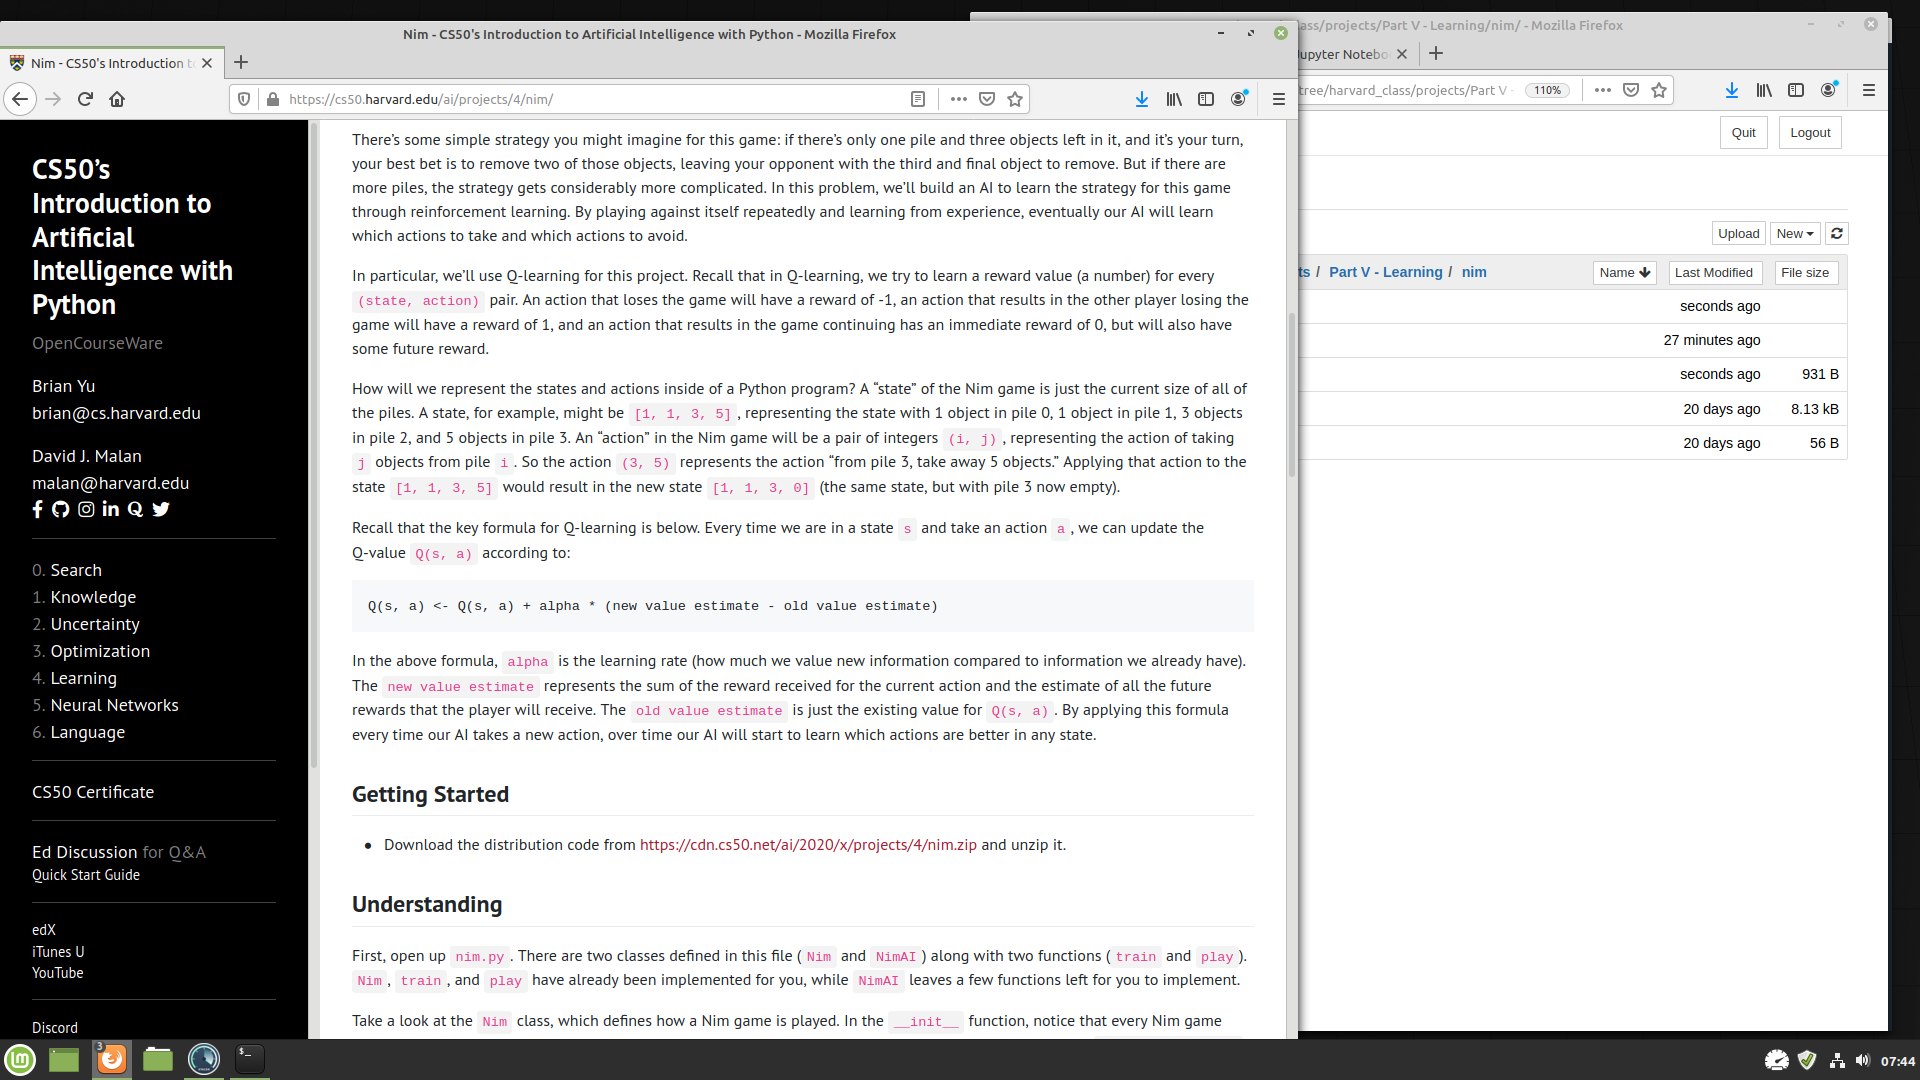 Nim - CS50's Introduction to Artificial Intelligence with Python - Mozilla Firefox
Nim - CS50's Introduction t
https://cs50.harvard.edu/ai/projects/4/nim/
CS50’s
Introduction to
Artificial
Intelligence with
Python
OpenCourseWare
Brian Yu
brian@cs.harvard.edu
David J. Malan
malan@harvard.edu
0. Search
1. Knowledge
2. Uncertainty
3. Optimization
4. Learning
5. Neural Networks
6. Language
CS50 Certificate
Ed Discussion for Q&A
Quick Start Guide
edX
iTunes U
YouTube
Discord
There’s some simple strategy you might imagine for this game: if there’s only one pile and three objects left in it, and it’s your turn,
your best bet is to remove two of those objects, leaving your opponent with the third and final object to remove. But if there are
more piles, the strategy gets considerably more complicated. In this problem, we’ll build an AI to learn the strategy for this game
through reinforcement learning. By playing against itself repeatedly and learning from experience, eventually our AI will learn
which actions to take and which actions to avoid.
In particular, we’ll use Q-learning for this project. Recall that in Q-learning, we try to learn a reward value (a number) for every
(state, action) pair. An action that loses the game will have a reward of -1, an action that results in the other player losing the
game will have a reward of 1, and an action that results in the game continuing has an immediate reward of 0, but will also have
some future reward.
How will we represent the states and actions inside of a Python program? A “state” of the Nim game is just the current size of all of
the piles. A state, for example, might be [1, 1, 3, 5], representing the state with 1 object in pile 0, 1 object in pile 1, 3 objects
in pile 2, and 5 objects in pile 3. An “action” in the Nim game will be a pair of integers (i, j), representing the action of taking
j objects from pile i. So the action (3, 5) represents the action “from pile 3, take away 5 objects.” Applying that action to the
state [1, 1, 3, 5] would result in the new state [1, 1, 3, 0] (the same state, but with pile 3 now empty).
Recall that the key formula for Q-learning is below. Every time we are in a state s and take an action a, we can update the
Q-value Q(s, a) according to:
Q(s, a) <- Q(s, a) + alpha * (new value estimate - old value estimate)
In the above formula, alpha is the learning rate (how much we value new information compared to information we already have).
The new value estimate represents the sum of the reward received for the current action and the estimate of all the future
rewards that the player will receive. The old value estimate is just the existing value for Q(s, a). By applying this formula
every time our AI takes a new action, over time our AI will start to learn which actions are better in any state.
Getting Started
• Download the distribution code from https://cdn.cs50.net/ai/2020/x/projects/4/nim.zip and unzip it.
Understanding
First, open up nim.py. There are two classes defined in this file (Nim and NimAI) along with two functions (train and play).
Nim, train, and play have already been implemented for you, while NimAI leaves a few functions left for you to implement.
Take a look at the Nim class, which defines how a Nim game is played. In the __init__ function, notice that every Nim game
ass/projects/Part V - Learning/nim/ - Mozilla Firefox
upyter Notebo
tree/harvard_class/projects/Part V - 110%
Quit Logout
Upload New
ts / Part V - Learning / nim Name Last Modified File size
seconds ago
27 minutes ago
seconds ago 931 B
20 days ago 8.13 kB
20 days ago 56 B
3
07:44